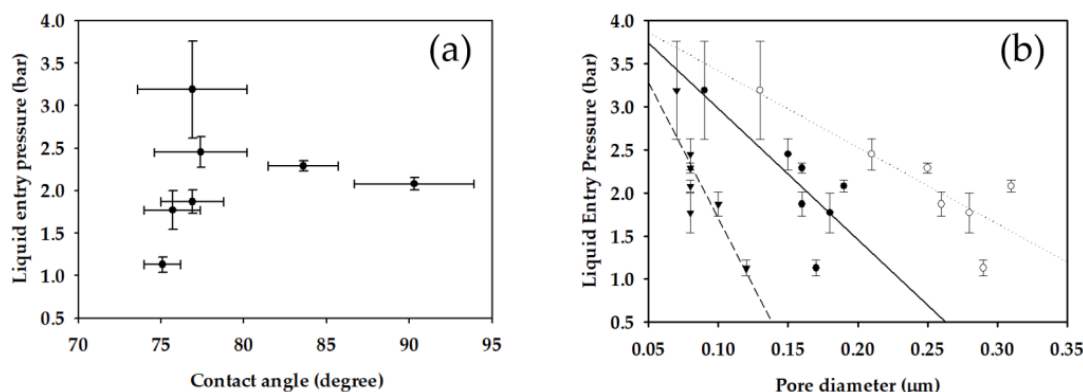 4.0
(a)
3.5
3.0
2.5
2.0
1.5
1.0
0.5
70 75 80 85 90 95
Liquid entry pressure (bar)
Contact angle (degree)
4.0
(b)
3.5
3.0
2.5
2.0
1.5
1.0
0.5
0.05 0.10 0.15 0.20 0.25 0.30 0.35
Liquid Entry Pressure (bar)
Pore diameter (μm)